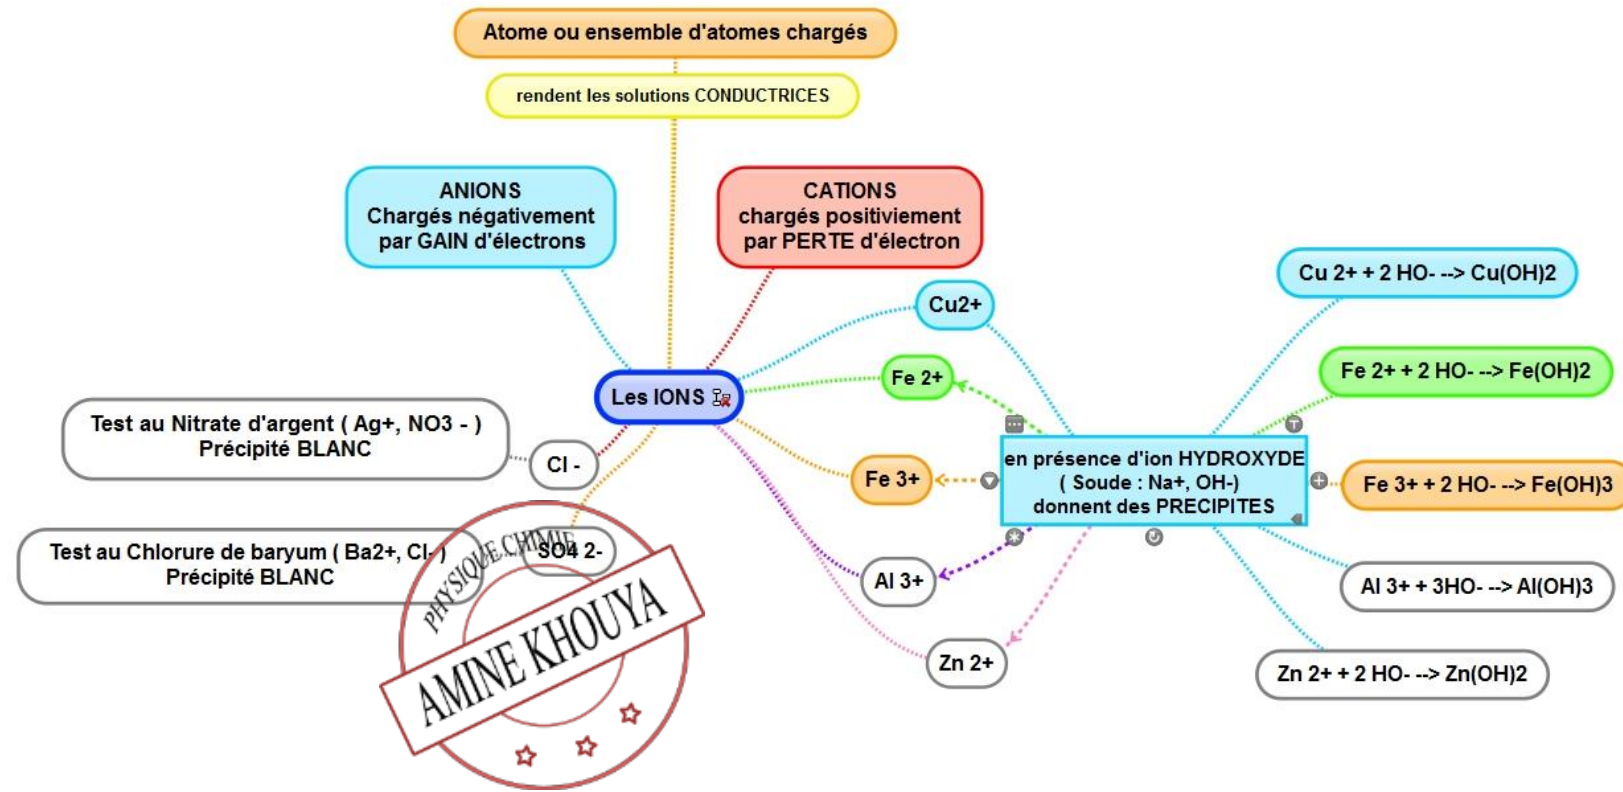 Atome ou ensemble d'atomes chargés
rendent les solutions CONDUCTRICES
ANIONS
Chargés négativement
par GAIN d'électrons
CATIONS
chargés positiviement
par PERTE d'électron
Les IONS
Cu2+
Fe 2+
Fe 3+
Al 3+
Zn 2+
en présence d'ion HYDROXYDE
( Soude : Na+, OH-)
donnent des PRECIPITES
Cu 2+ + 2 HO- --> Cu(OH)2
Fe 2+ + 2 HO- --> Fe(OH)2
Fe 3+ + 2 HO- --> Fe(OH)3
Al 3+ + 3HO- --> Al(OH)3
Zn 2+ + 2 HO- --> Zn(OH)2
Cl -
Test au Nitrate d'argent ( Ag+, NO3 - )
Précipité BLANC
SO4 2-
Test au Chlorure de baryum ( Ba2+, Cl- )
Précipité BLANC
PHYSIQUE CHIMIE
AMINE KHOUYA